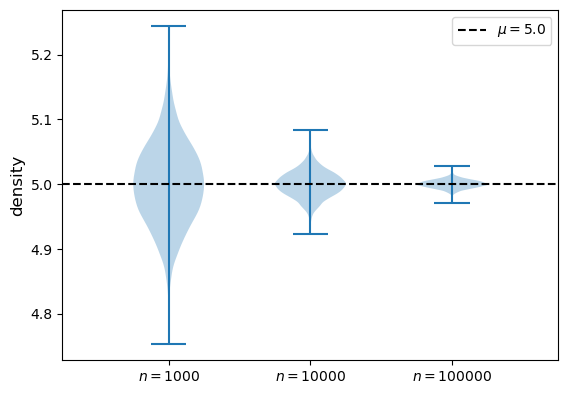 μ = 5.0
5.2
5.1
5.0
4.9
4.8
density
n = 1000
n = 10000
n = 100000